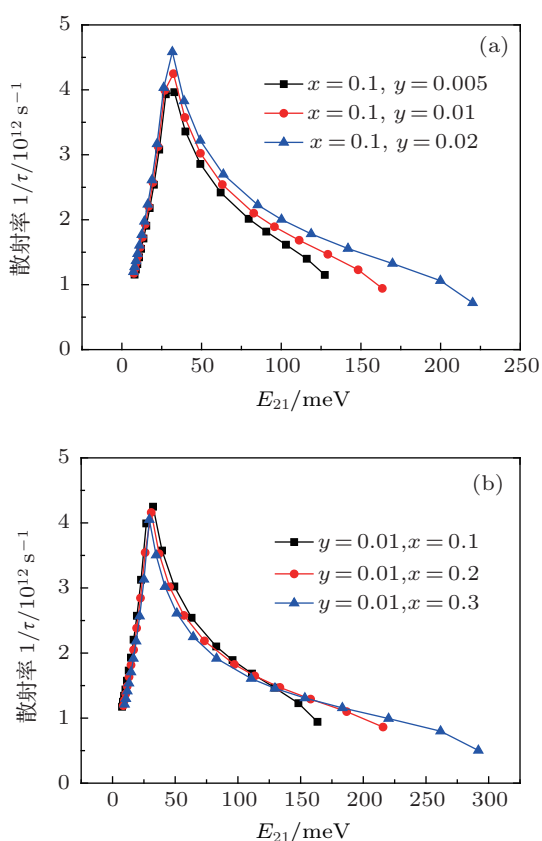 (a)
5
4
3
2
1
0
散射率 1/τ/10¹² s⁻¹
x = 0.1, y = 0.005
x = 0.1, y = 0.01
x = 0.1, y = 0.02
0 50 100 150 200 250
E₂₁/meV
(b)
5
4
3
2
1
0
散射率 1/τ/10¹² s⁻¹
y = 0.01,x = 0.1
y = 0.01,x = 0.2
y = 0.01,x = 0.3
0 50 100 150 200 250 300
E₂₁/meV